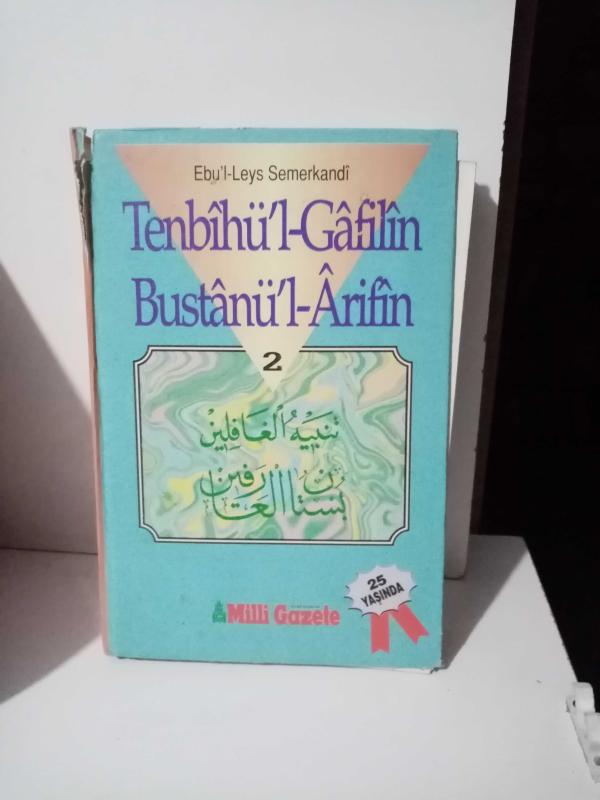 Ebu'l-Leys Semerkandî
Tenbîhü'l-Gâfilîn
Bustânü'l-Ârifîn
2
تنبيه الغافلين
بستان العارفين
Milli Gazete
25
YAŞINDA